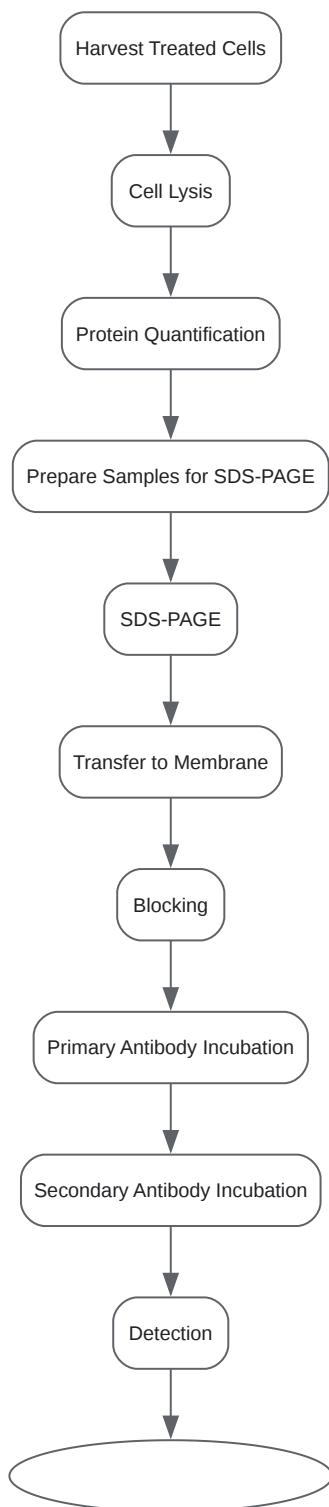 Harvest Treated Cells
Cell Lysis
Protein Quantification
Prepare Samples for SDS-PAGE
SDS-PAGE
Transfer to Membrane
Blocking
Primary Antibody Incubation
Secondary Antibody Incubation
Detection